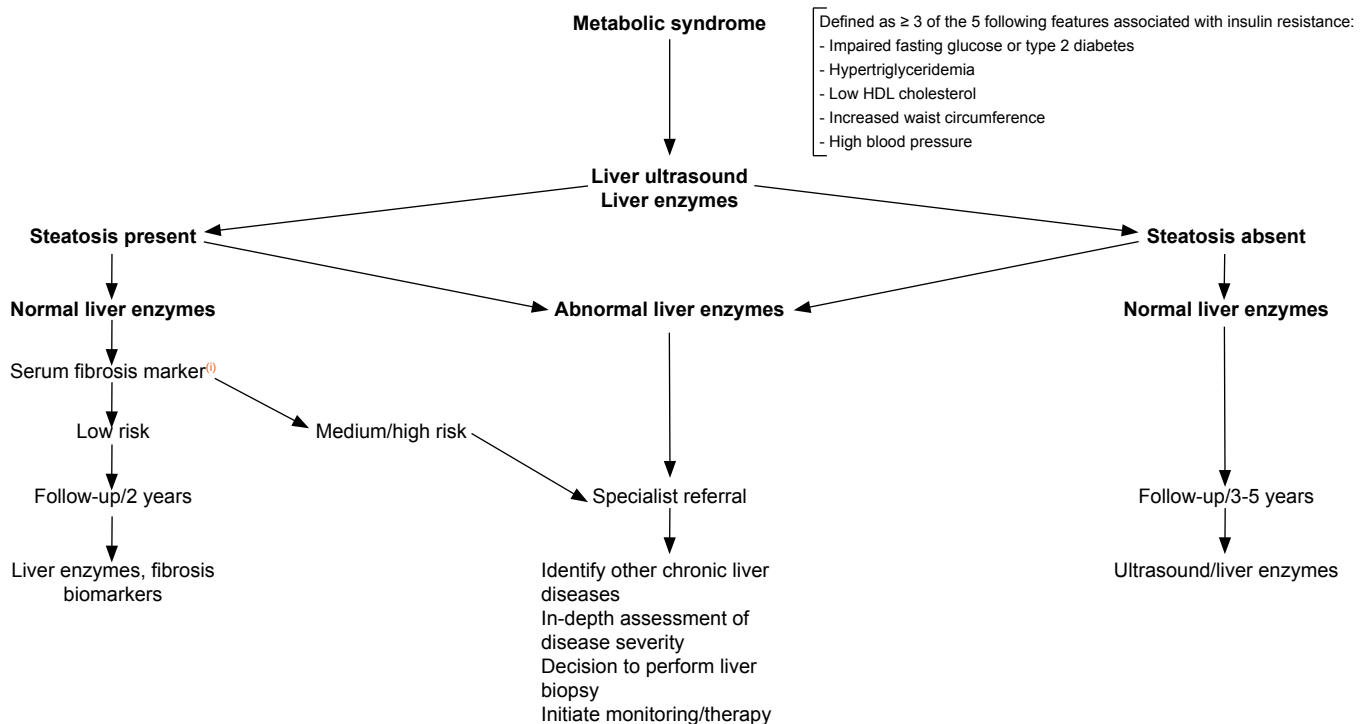 Metabolic syndrome
Defined as ≥ 3 of the 5 following features associated with insulin resistance:
- Impaired fasting glucose or type 2 diabetes
- Hypertriglyceridemia
- Low HDL cholesterol
- Increased waist circumference
- High blood pressure
Liver ultrasound
Liver enzymes
Steatosis present
Steatosis absent
Normal liver enzymes
Abnormal liver enzymes
Normal liver enzymes
Serum fibrosis marker(i)
Low risk
Medium/high risk
Follow-up/2 years
Specialist referral
Follow-up/3-5 years
Liver enzymes, fibrosis
biomarkers
Identify other chronic liver
diseases
In-depth assessment of
disease severity
Decision to perform liver
biopsy
Initiate monitoring/therapy
Ultrasound/liver enzymes